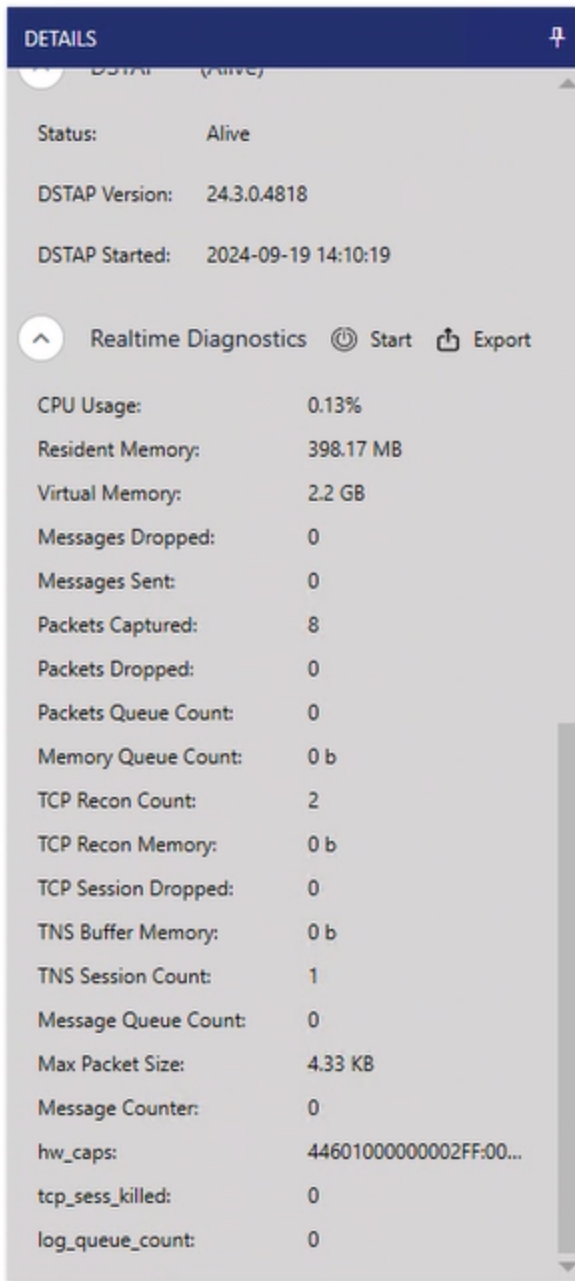 DETAILS
DSTAP (Alive)
Status: Alive
DSTAP Version: 24.3.0.4818
DSTAP Started: 2024-09-19 14:10:19
Realtime Diagnostics Start Export
CPU Usage: 0.13%
Resident Memory: 398.17 MB
Virtual Memory: 2.2 GB
Messages Dropped: 0
Messages Sent: 0
Packets Captured: 8
Packets Dropped: 0
Packets Queue Count: 0
Memory Queue Count: 0 b
TCP Recon Count: 2
TCP Recon Memory: 0 b
TCP Session Dropped: 0
TNS Buffer Memory: 0 b
TNS Session Count: 1
Message Queue Count: 0
Max Packet Size: 4.33 KB
Message Counter: 0
hw_caps: 44601000000002FF:00...
tcp_sess_killed: 0
log_queue_count: 0